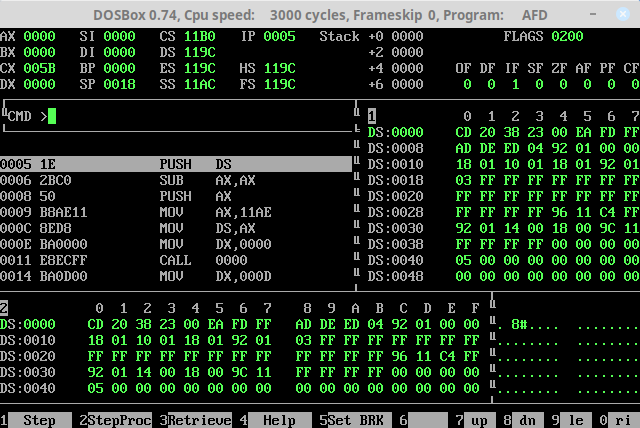 DOSBox 0.74, Cpu speed: 3000 cycles, Frameskip 0, Program: AFD
AX 0000 SI 0000 CS 11B0 IP 0005 Stack +0 0000 FLAGS 0200
BX 0000 DI 0000 DS 119C +2 0000
CX 005B BP 0000 ES 119C HS 119C +4 0000 OF DF IF SF ZF AF PF CF
DX 0000 SP 0018 SS 11AC FS 119C +6 0000 0 0 1 0 0 0 0 0
CMD >
1 0 1 2 3 4 5 6 7
DS:0000 CD 20 38 23 00 EA FD FF
DS:0008 AD DE ED 04 92 01 00 00
DS:0010 18 01 10 01 18 01 92 01
DS:0018 03 FF FF FF FF FF FF FF
DS:0020 FF FF FF FF FF FF FF FF
DS:0028 FF FF FF FF 96 11 C4 FF
DS:0030 92 01 14 00 18 00 9C 11
DS:0038 FF FF FF FF 00 00 00 00
DS:0040 05 00 00 00 00 00 00 00
DS:0048 00 00 00 00 00 00 00 00
0005 1E PUSH DS
0006 2BC0 SUB AX,AX
0008 50 PUSH AX
0009 B8AE11 MOV AX,11AE
000C 8ED8 MOV DS,AX
000E BA0000 MOV DX,0000
0011 E8ECFF CALL 0000
0014 BA0D00 MOV DX,000D
2 0 1 2 3 4 5 6 7 8 9 A B C D E F
DS:0000 CD 20 38 23 00 EA FD FF AD DE ED 04 92 01 00 00 . 8#.... ........
DS:0010 18 01 10 01 18 01 92 01 03 FF FF FF FF FF FF FF ........ ........
DS:0020 FF FF FF FF FF FF FF FF FF FF FF FF 96 11 C4 FF ........ ........
DS:0030 92 01 14 00 18 00 9C 11 FF FF FF FF 00 00 00 00 ........ ........
DS:0040 05 00 00 00 00 00 00 00 00 00 00 00 00 00 00 00 ........ ........
1 Step 2StepProc 3Retrieve 4 Help 5Set BRK 6 7 up 8 dn 9 le 0 ri